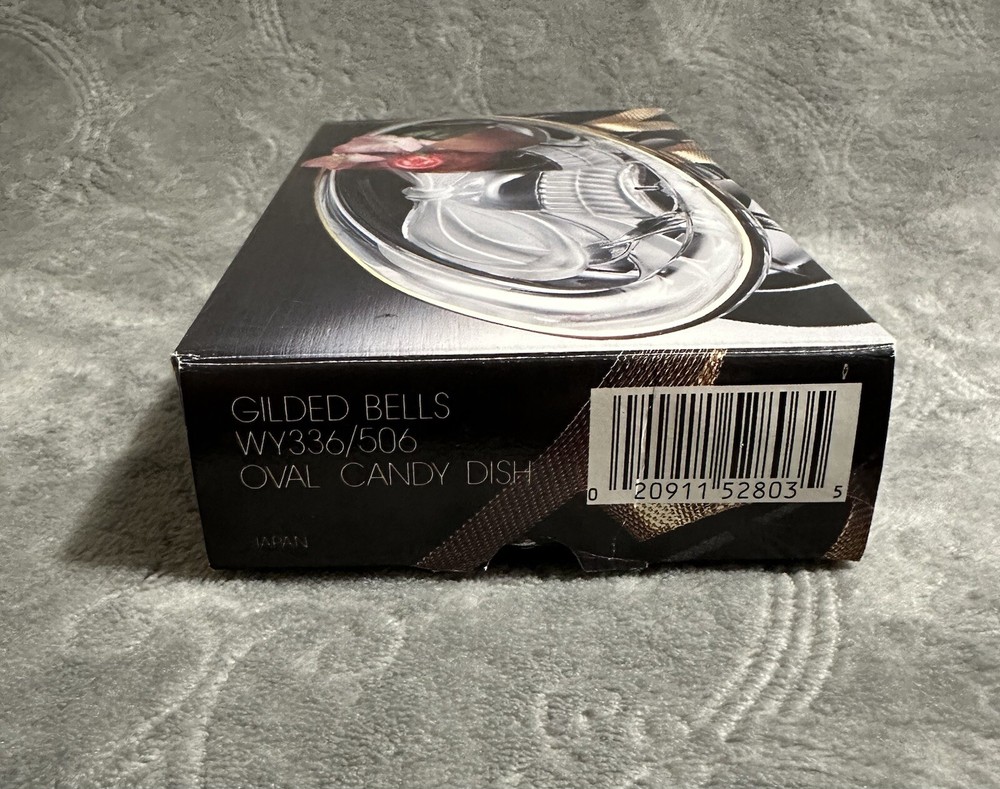 GILDED BELLS
WY336/506
OVAL CANDY DISH
JAPAN
0 20911 52803 5